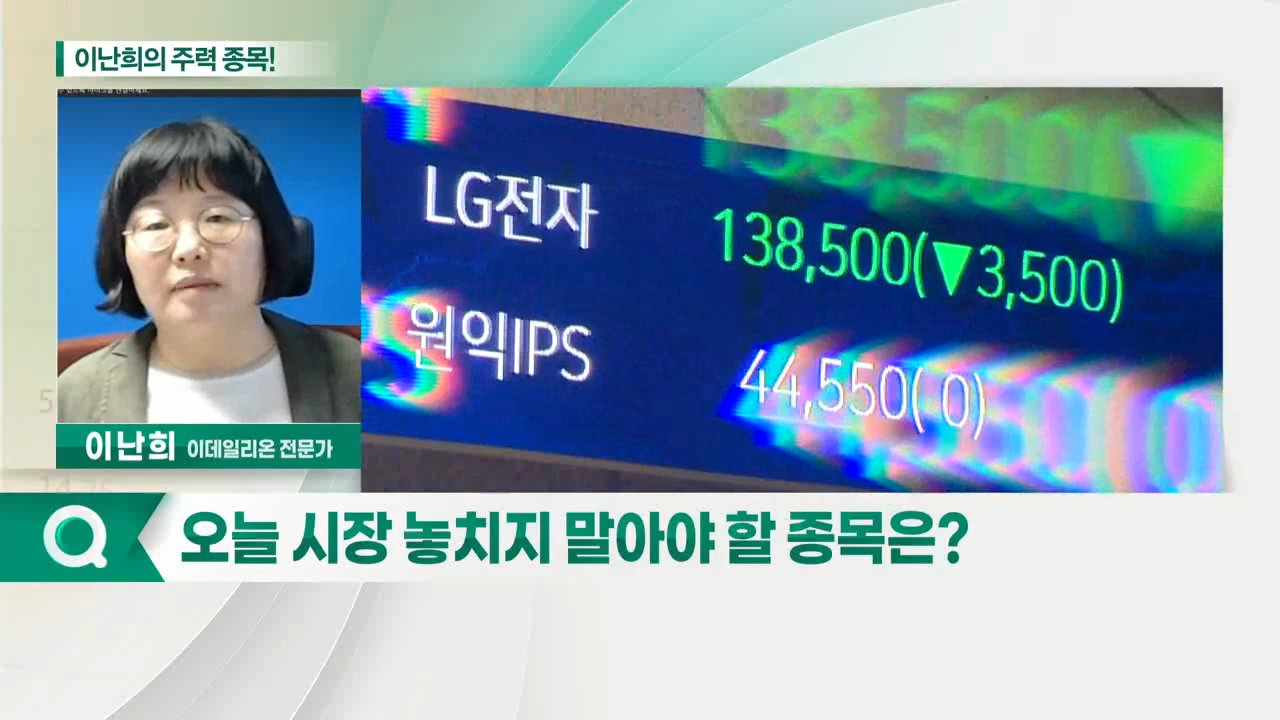 이난희의 주력 종목!
LG전자 138,500(▼3,500)
원익IPS 44,550( 0)
이난희 이데일리온 전문가
오늘 시장 놓치지 말아야 할 종목은?